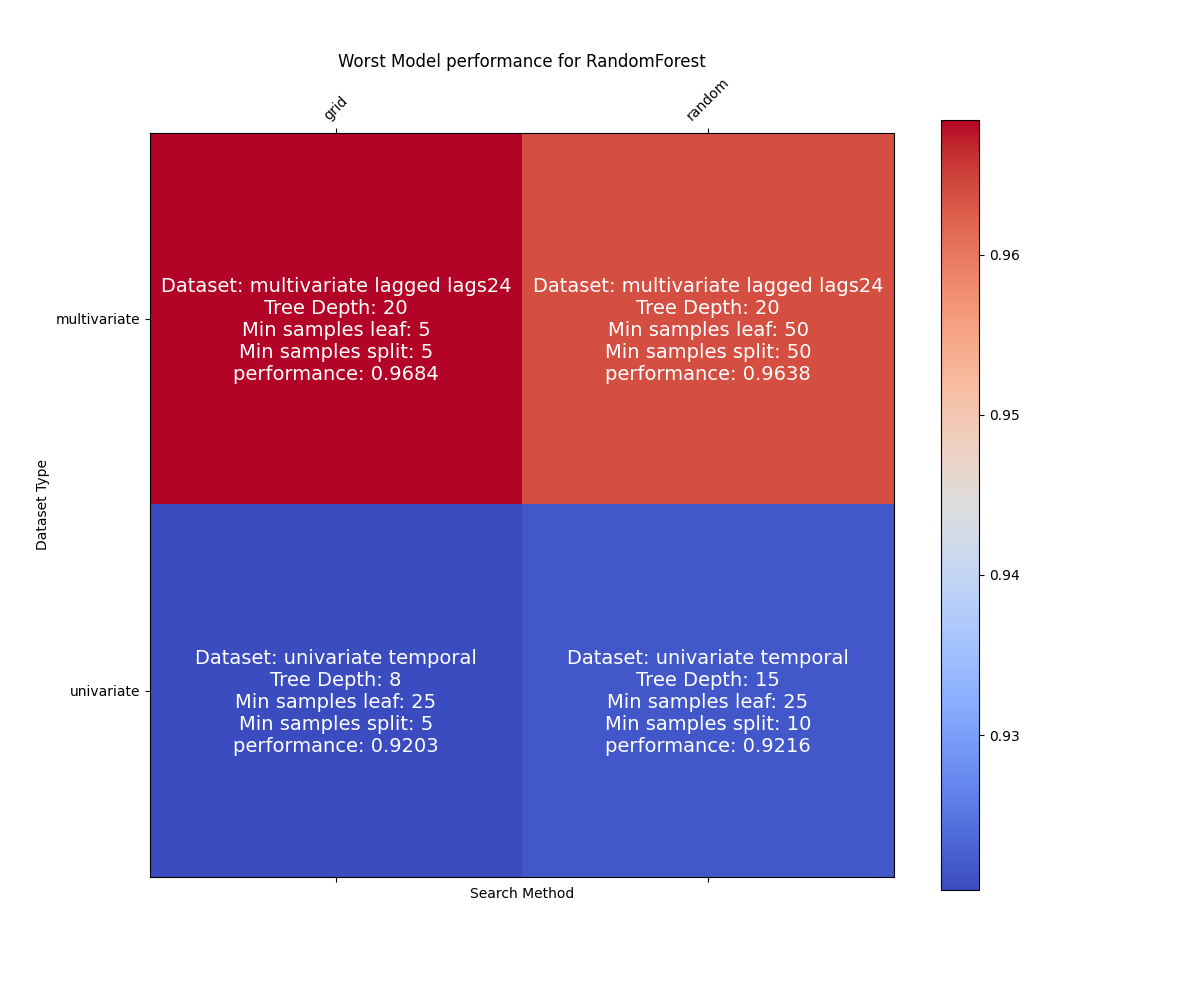 Worst Model performance for RandomForest
grid
random
multivariate
univariate
Dataset Type
Search Method
Dataset: multivariate lagged lags24
Tree Depth: 20
Min samples leaf: 5
Min samples split: 5
performance: 0.9684
Dataset: multivariate lagged lags24
Tree Depth: 20
Min samples leaf: 50
Min samples split: 50
performance: 0.9638
Dataset: univariate temporal
Tree Depth: 8
Min samples leaf: 25
Min samples split: 5
performance: 0.9203
Dataset: univariate temporal
Tree Depth: 15
Min samples leaf: 25
Min samples split: 10
performance: 0.9216
0.96
0.95
0.94
0.93